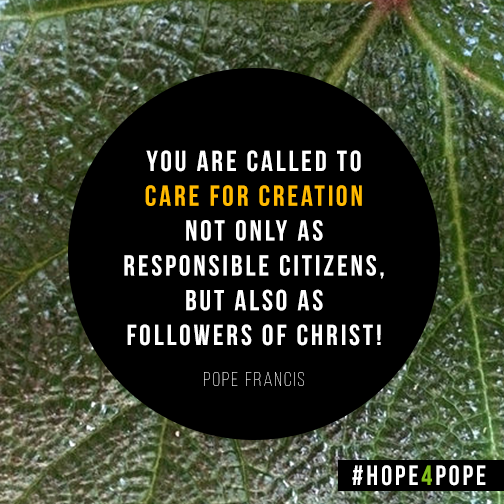 YOU ARE CALLED TO
CARE FOR CREATION
NOT ONLY AS
RESPONSIBLE CITIZENS,
BUT ALSO AS
FOLLOWERS OF CHRIST!
POPE FRANCIS
#HOPE4POPE